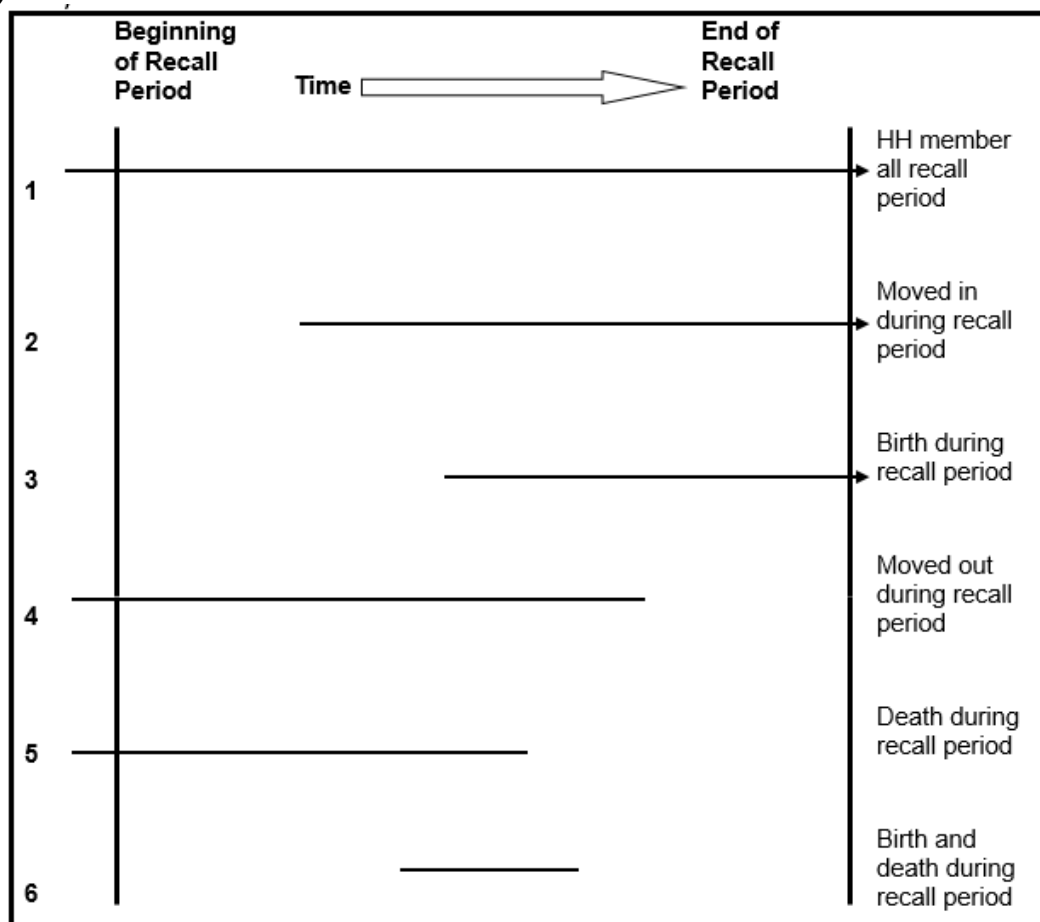 Beginning
of Recall
Period
Time
End of
Recall
Period
1
HH member
all recall
period
2
Moved in
during recall
period
3
Birth during
recall period
4
Moved out
during recall
period
5
Death during
recall period
6
Birth and
death during
recall period